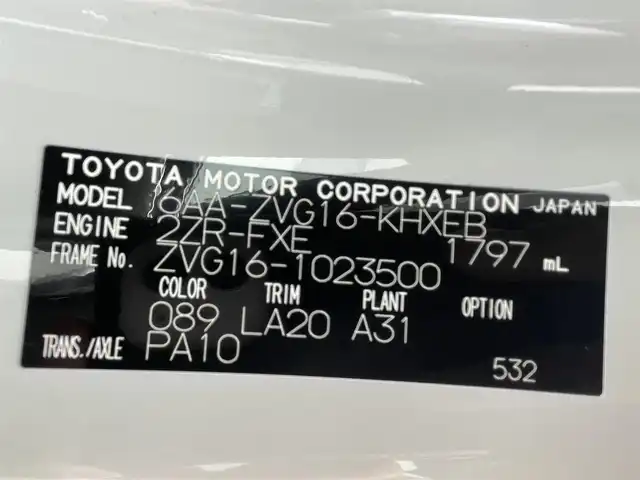 TOYOTA MOTOR CORPORATION JAPAN
MODEL 6AA-ZVG16-KHXEB
ENGINE 2ZR-FXE 1797 mL
FRAME No. ZVG16-1023500
COLOR TRIM PLANT OPTION
089 LA20 A31
TRANS./AXLE PA10
532